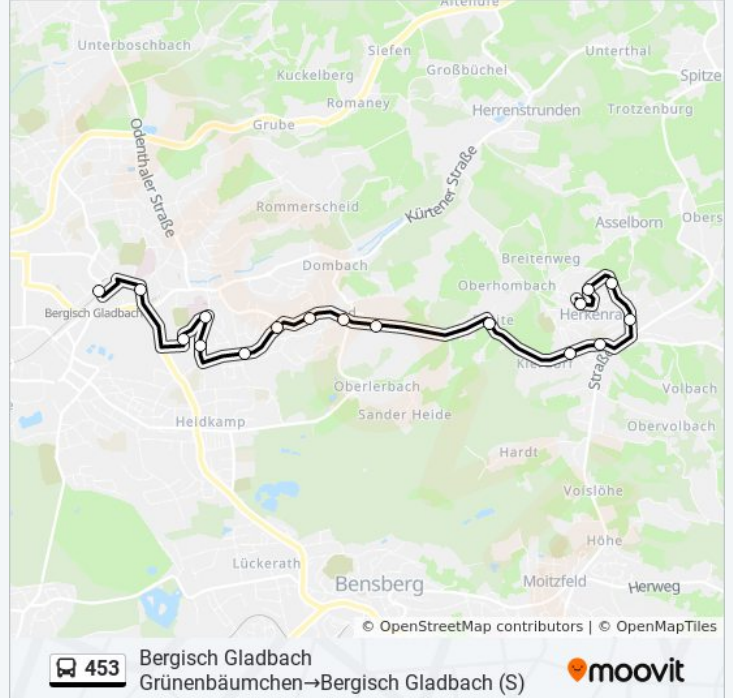 Altenrde
Unterboschbach
Siefen
Unterthal
Kuckelberg
Großbüchel
Spitze
Romaney
Herrenstrunden
Trotzenburg
Grube
Odenthaler Straße
Kürtener Straße
Rommerscheid
Asselborn
Obers
Dombach
Breitenweg
Oberhombach
Bergisch Gladbach
Herkenra
Straße
Oberlerbach
Volbach
Sander Heide
Heldkamp
Obervolbach
Hardt
Voislöhe
Höhe
Lückerath
Bensberg
Moitzfeld
Herweg
© OpenStreetMap contributors | © OpenMapTiles
453
Bergisch Gladbach
Grünenbäumchen→Bergisch Gladbach (S)
moovit